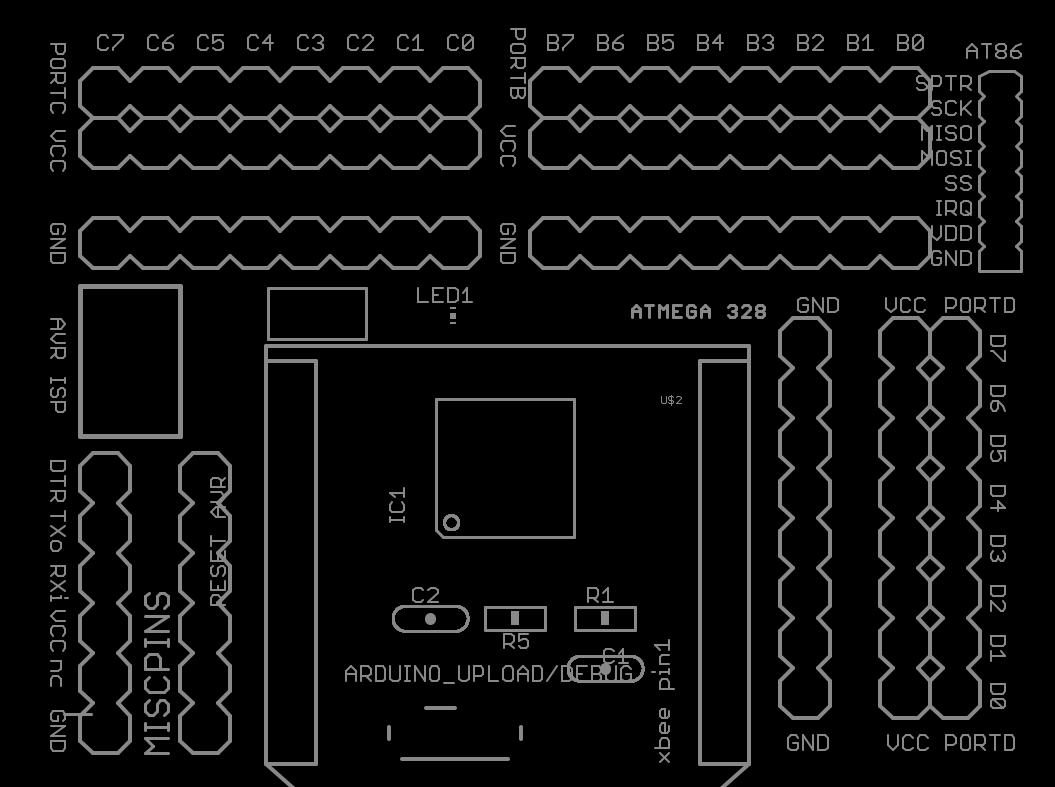 C7 C6 C5 C4 C3 C2 C1 C0
PORTC
VCC
GND
B7 B6 B5 B4 B3 B2 B1 B0
PORTB
VCC
GND
AT86
SPTR
SCK
MISO
MOSI
SS
IRQ
VDD
GND
LED1
ATMEGA 328
GND
VCC PORTD
D7
D6
D5
D4
D3
D2
D1
D0
AVR ISP
U$2
IC1
DTR
TXo
RXi
VCC
nc
GND
MISCPINS
RESET AVR
C2
R1
R5
C1
ARDUINO_UPLOAD/DEBUG
xbee pin1
GND
VCC PORTD